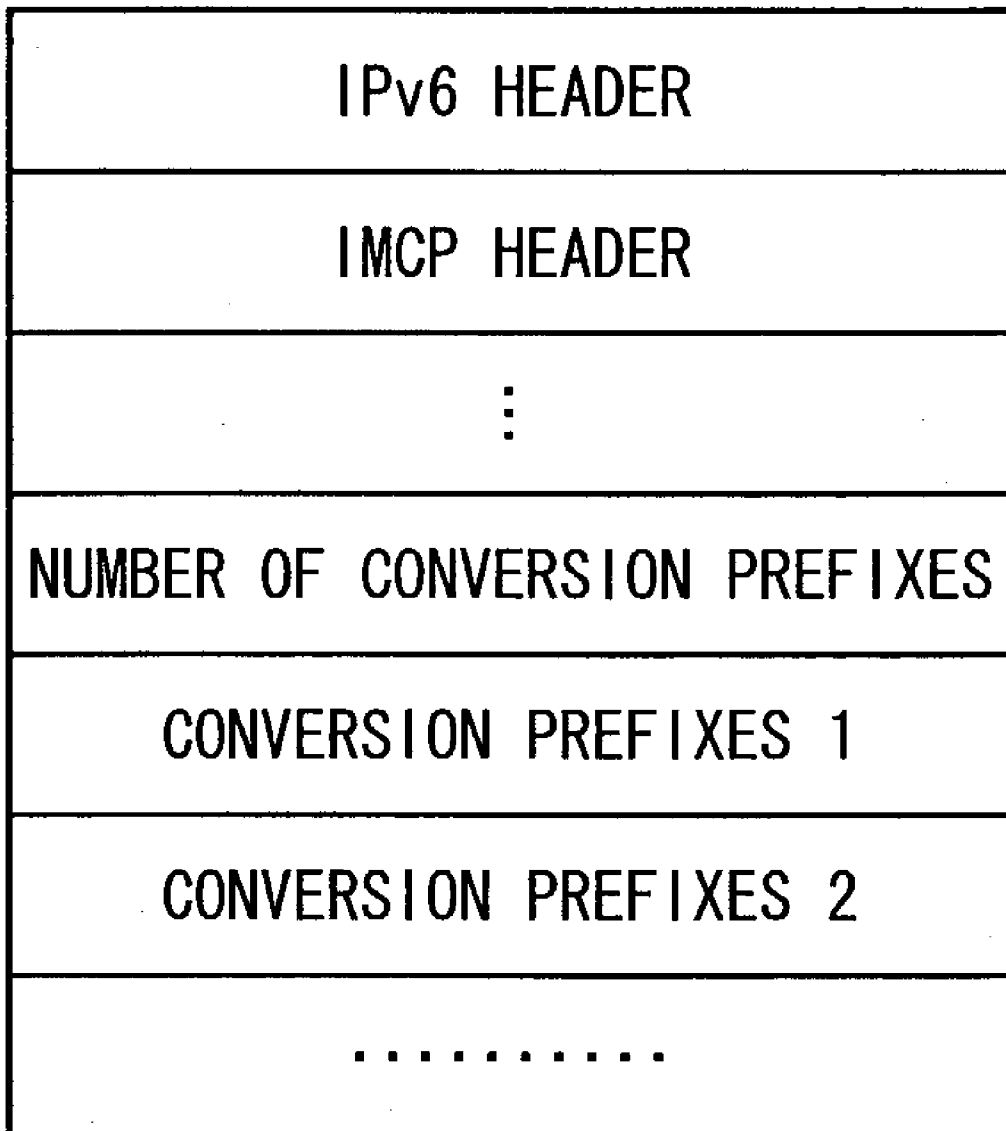 IPv6 HEADER
IMCP HEADER
⋮
NUMBER OF CONVERSION PREFIXES
CONVERSION PREFIXES 1
CONVERSION PREFIXES 2
..........